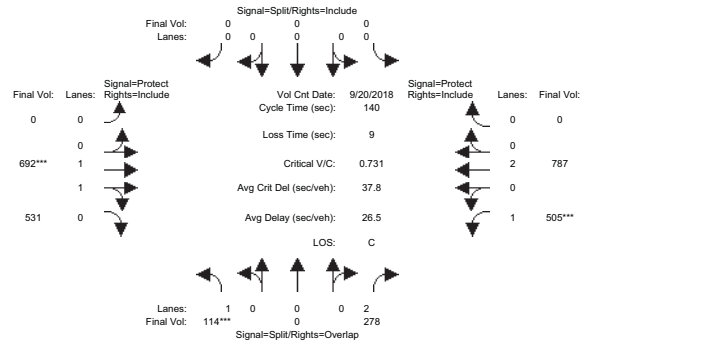 Signal=Split/Rights=Include
Final Vol: 0 0 0
Lanes: 0 0 0 0 0
Signal=Protect Signal=Protect
Final Vol: Lanes: Rights=Include Vol Cnt Date: 9/20/2018 Rights=Include Lanes: Final Vol:
Cycle Time (sec): 140
0 0 0 0
Loss Time (sec): 9
0 0
692*** 1 Critical V/C: 0.731 2 787
1 Avg Crit Del (sec/veh): 37.8 0
531 0 Avg Delay (sec/veh): 26.5 1 505***
LOS: C
Lanes: 1 0 0 0 2
Final Vol: 114*** 0 278
Signal=Split/Rights=Overlap